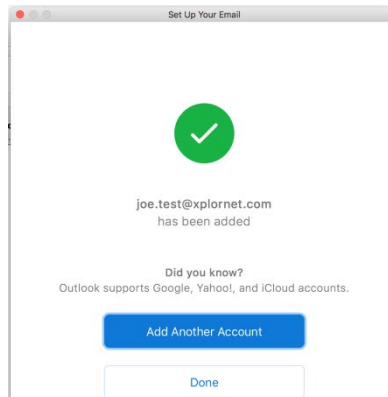 Set Up Your Email
joe.test@xplornet.com
has been added
Did you know?
Outlook supports Google, Yahoo!, and iCloud accounts.
Add Another Account
Done